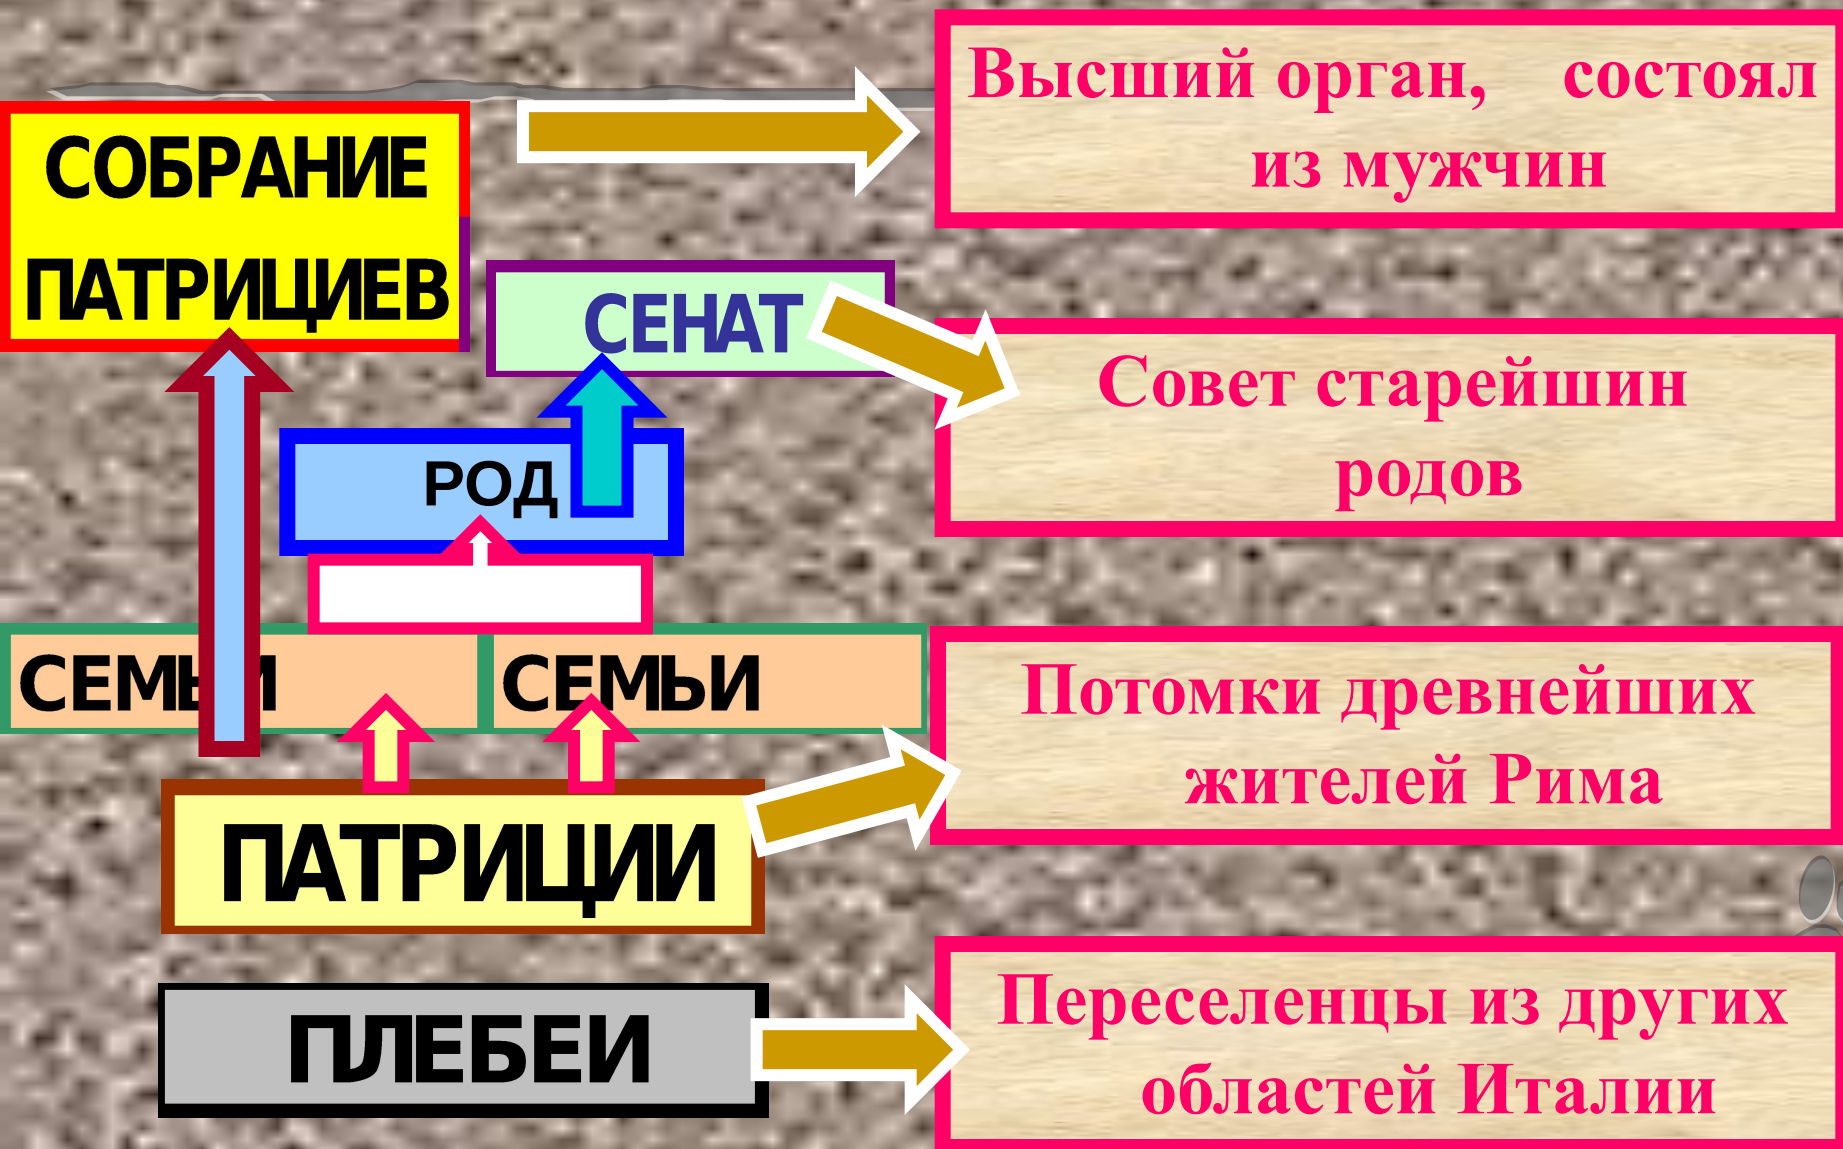 Высший орган, состоял
из мужчин
СОБРАНИЕ
ПАТРИЦИЕВ
СЕНАТ
Совет старейшин
родов
РОД
СЕМЬИ
СЕМЬИ
Потомки древнейших
жителей Рима
ПАТРИЦИИ
Переселенцы из других
областей Италии
ПЛЕБЕИ